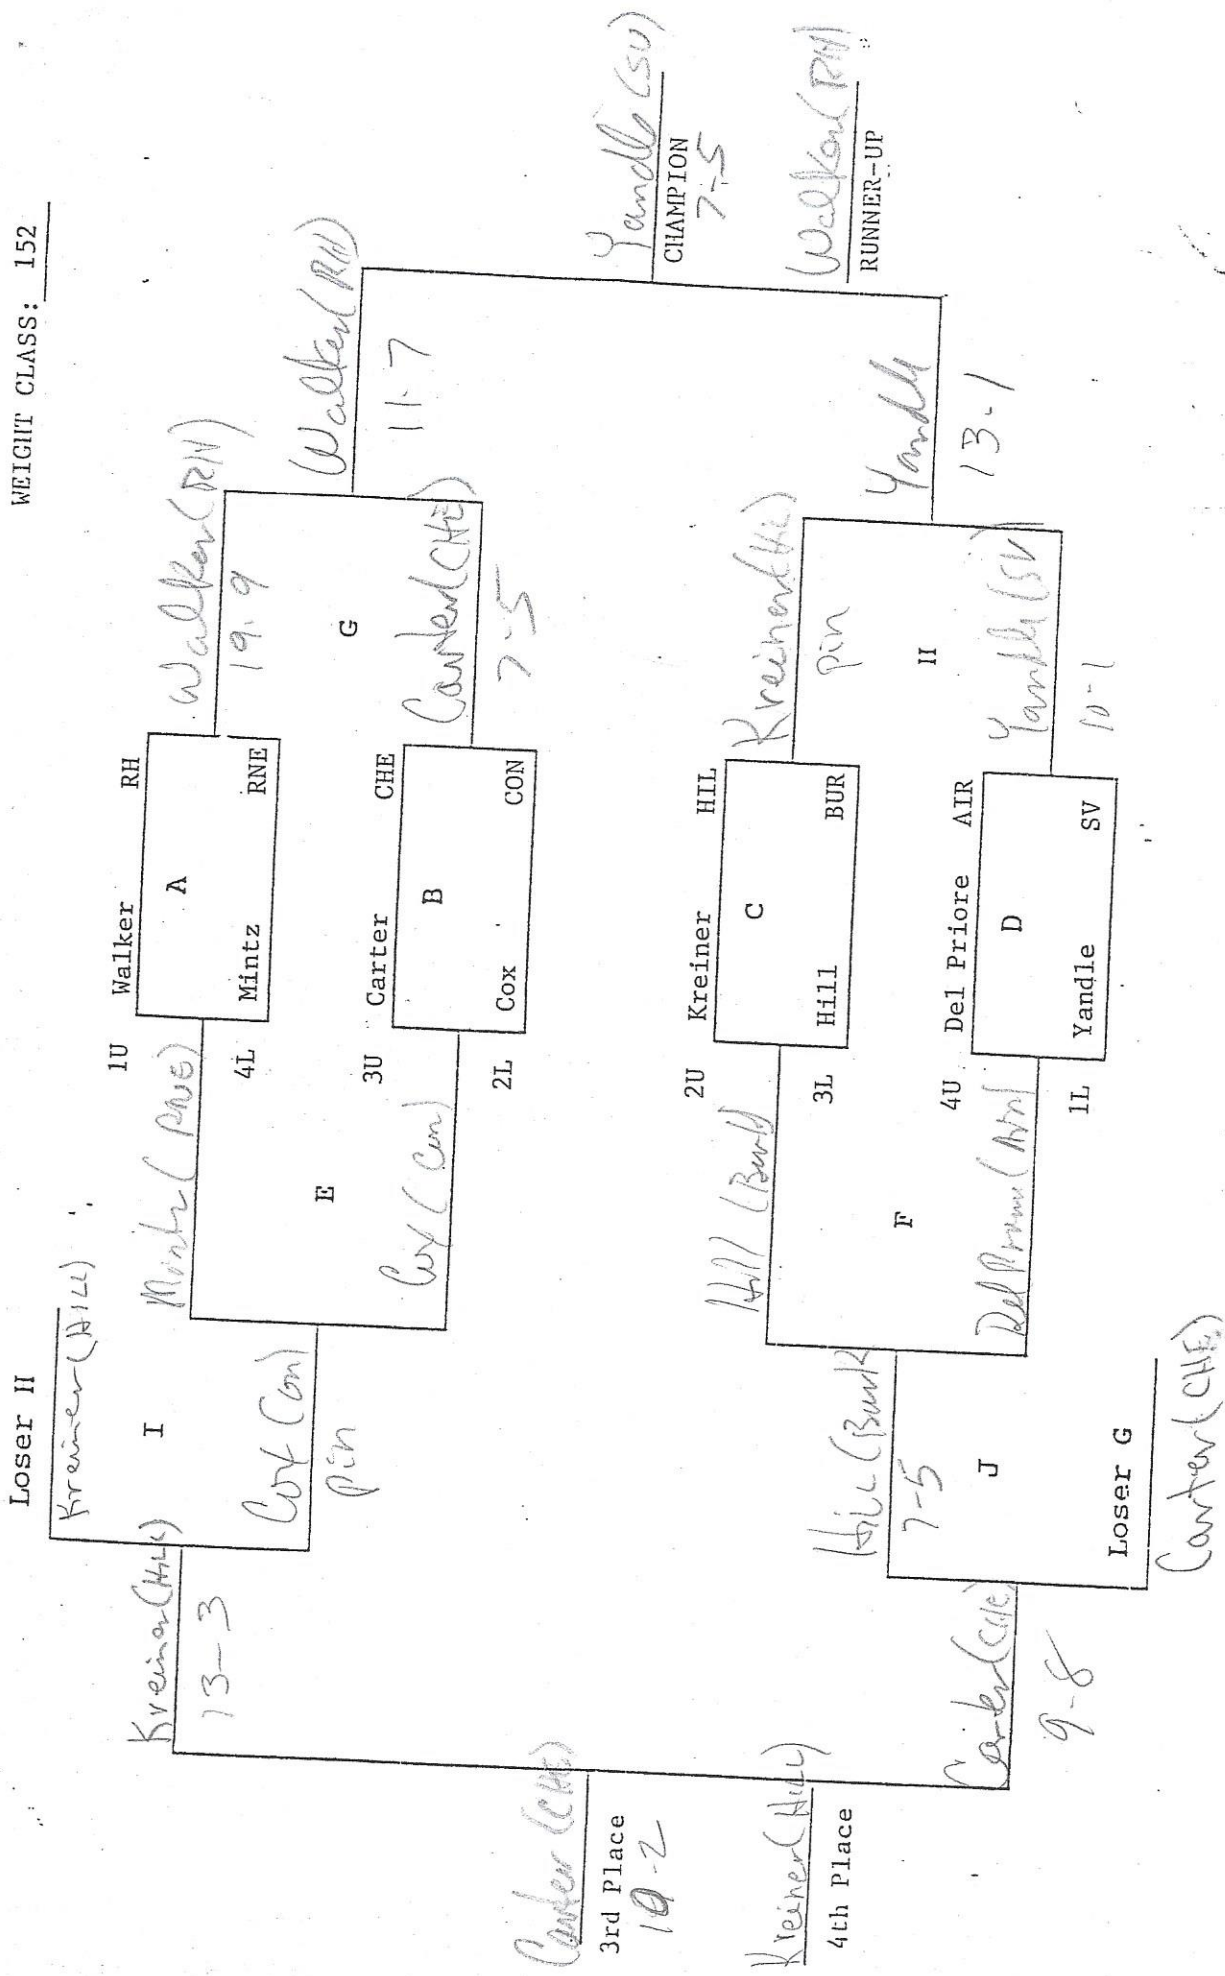 WEIGHT CLASS: 152
Loser H
Kreiner (HILL)
I
Kreiner (HILL)
13-3
Cox (Con)
pin
Mintz (RNE)
E
Cox (Con)
1U
Walker RH
A
4L
Mintz RNE
3U
Carter CHE
B
2L
Cox CON
Walker (RH)
19-9
G
Carter (CHE)
7-5
Walker (RH)
11-7
Yandle (SV)
CHAMPION
7-5
Walker (RH)
RUNNER-UP
2U
Kreiner HIL
C
3L
Hill BUR
4U
Del Priore AIR
D
1L
Yandle SV
Kreiner (HIL)
pin
H
Yandle (SV)
10-1
Yandle
13-1
Hill (Bunk)
F
Hill (Bunk
7-5
J
Loser G
Carter (CHE)
Carter (CHE)
9-8
Carter (CHE)
3rd Place
10-2
Kreiner (HILL)
4th Place